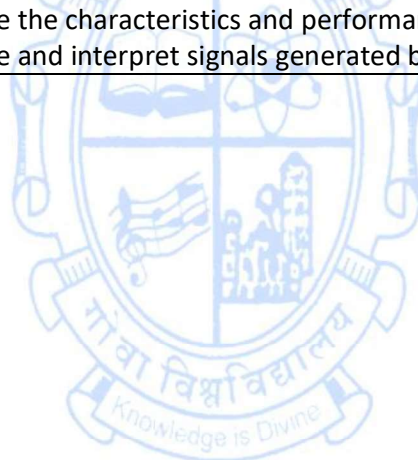 e the characteristics and performa
e and interpret signals generated b
गोंवा विश्वविद्यालय
Knowledge is Divine